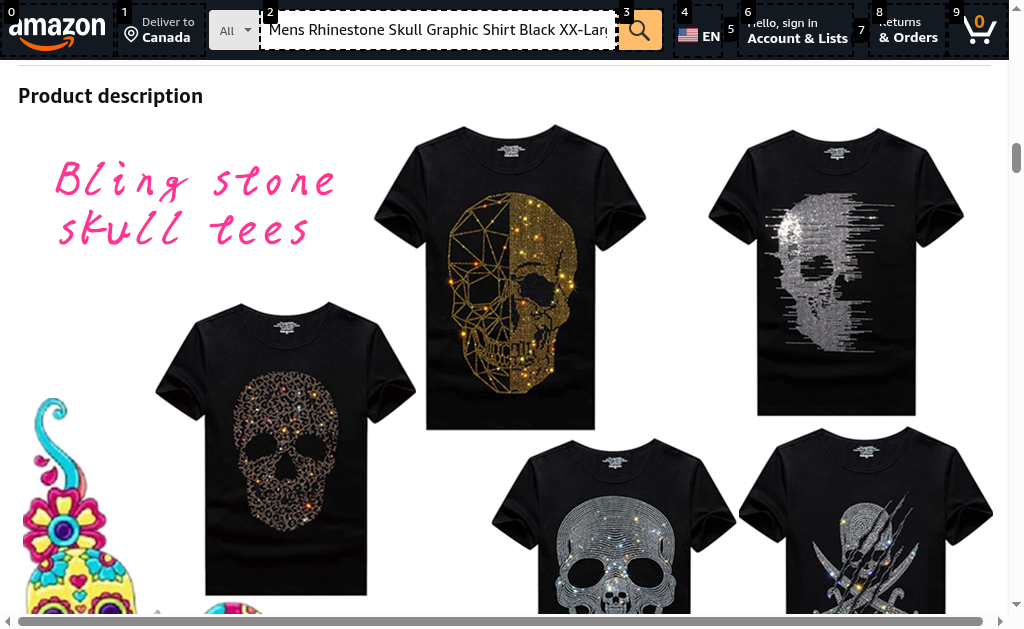 0
1
2
3
4
5
6
7
8
9
amazon
Deliver to
Canada
All
Mens Rhinestone Skull Graphic Shirt Black XX-Lar
EN
Hello, sign in
Account & Lists
Returns
& Orders
0
Product description
Bling stone
skull tees